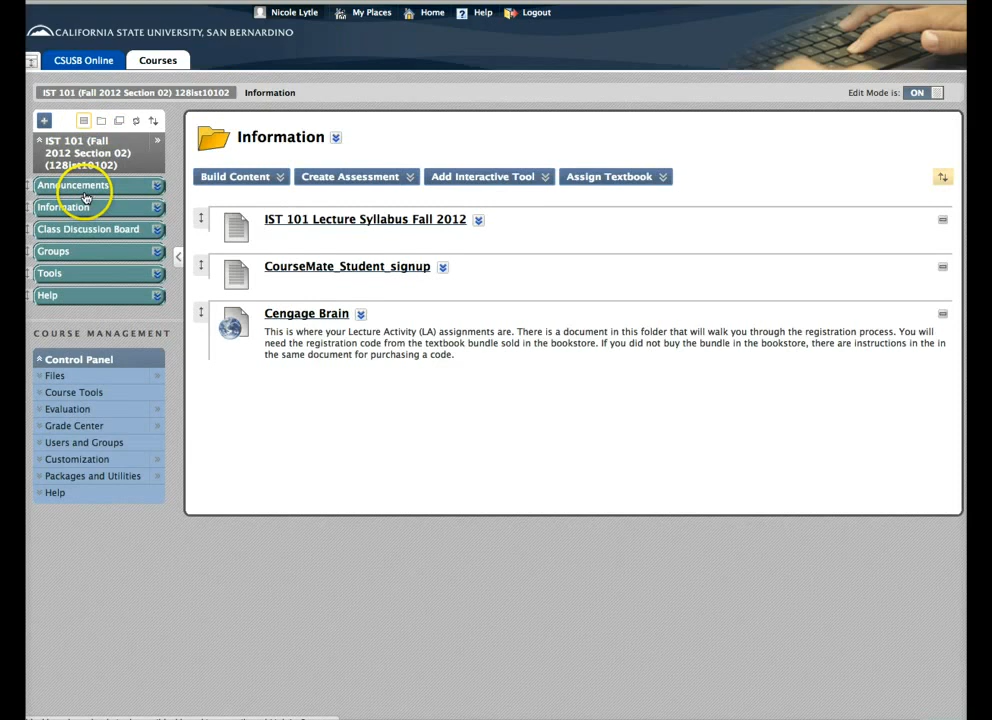 Nicole Lytle My Places Home Help Logout
CALIFORNIA STATE UNIVERSITY, SAN BERNARDINO
CSUSB Online Courses
IST 101 (Fall 2012 Section 02) 128ist10102 Information Edit Mode is: ON
IST 101 (Fall
2012 Section 02)
(128ist10102)
Announcements
Information
Class Discussion Board
Groups
Tools
Help
COURSE MANAGEMENT
Control Panel
Files
Course Tools
Evaluation
Grade Center
Users and Groups
Customization
Packages and Utilities
Help
Information
Build Content Create Assessment Add Interactive Tool Assign Textbook
IST 101 Lecture Syllabus Fall 2012
CourseMate_Student_signup
Cengage Brain
This is where your Lecture Activity (LA) assignments are. There is a document in this folder that will walk you through the registration process. You will
need the registration code from the textbook bundle sold in the bookstore. If you did not buy the bundle in the bookstore, there are instructions in the in
the same document for purchasing a code.